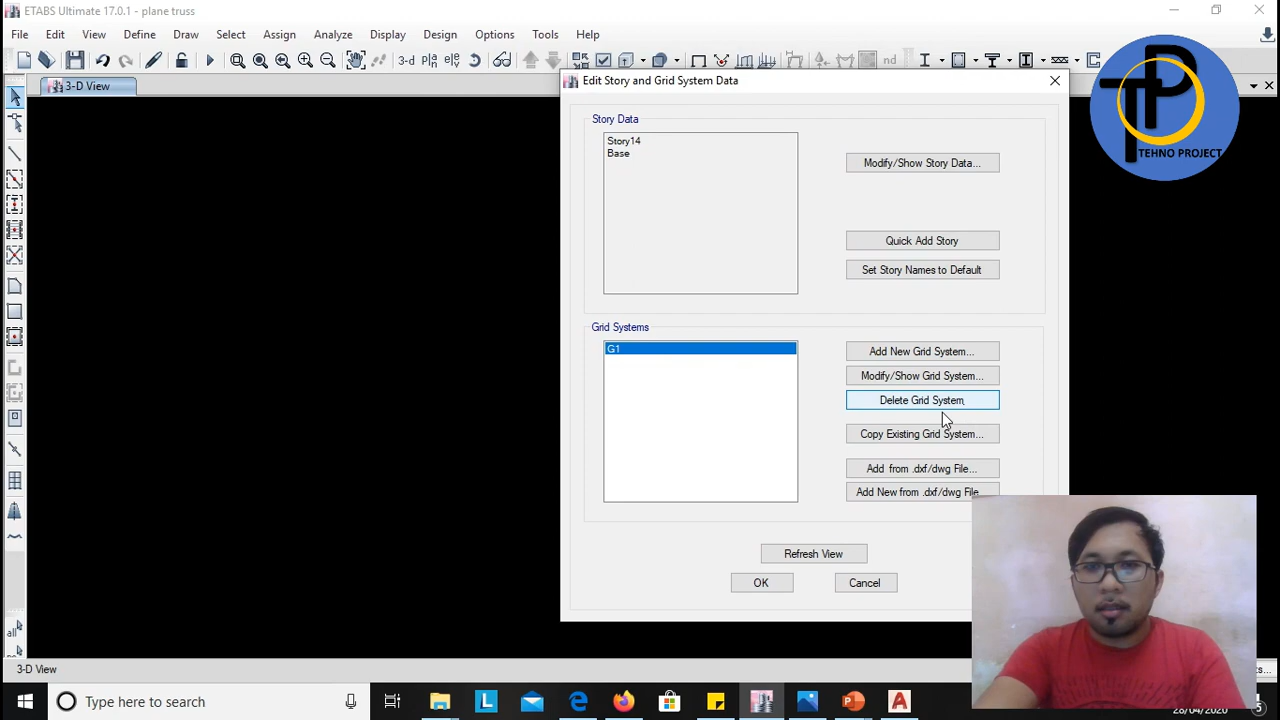 ETABS Ultimate 17.0.1 - plane truss
File Edit View Define Draw Select Assign Analyze Display Design Options Tools Help
3-d
nd
3-D View
Edit Story and Grid System Data
TEHNO PROJECT
Story Data
Story14
Base
Modify/Show Story Data...
Quick Add Story
Set Story Names to Default
Grid Systems
G1
Add New Grid System...
Modify/Show Grid System...
Delete Grid System
Copy Existing Grid System...
Add from .dxf/dwg File...
Add New from .dxf/dwg File
Refresh View
OK Cancel
all
3-D View
Type here to search
28/04/2020